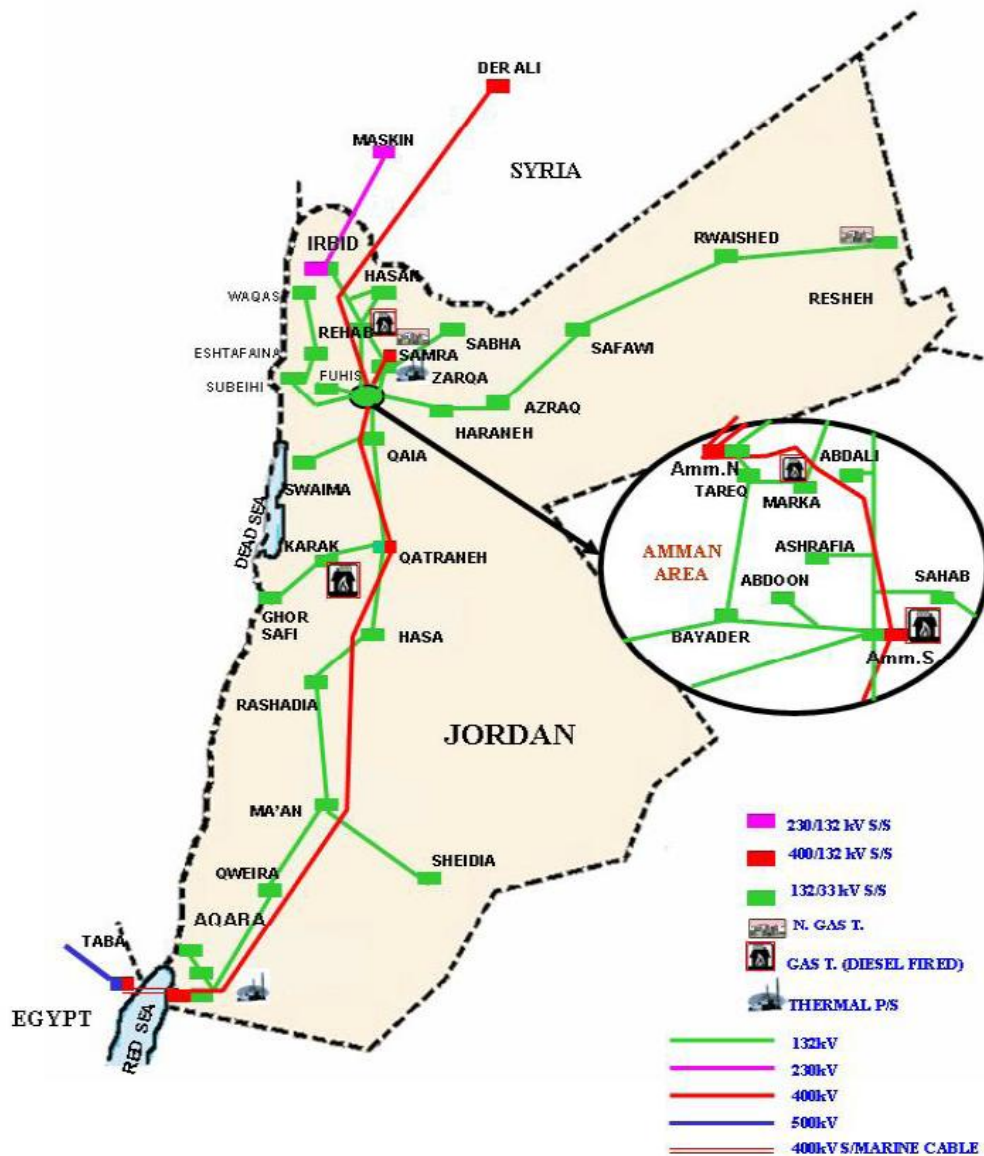 DER ALI
MASKIN
SYRIA
IRBID
RWAISHED
HASAN
WAQAS
RESHEH
REHAB
SABHA
SAFAWI
ESHTAFAINA
SAMRA
FUHIS
ZARQA
SUBEIHI
AZRAQ
HARANEH
QAIA
SWAIMA
DEAD SEA
KARAK
QATRANEH
GHOR
SAFI
HASA
RASHADIA
JORDAN
MA'AN
SHEIDIA
QWEIRA
AQABA
TABA
EGYPT
RED SEA
Amm.N
ABDALI
TAREQ
MARKA
AMMAN
AREA
ASHRAFIA
ABDOON
SAHAB
BAYADER
Amm.S
230/132 kV S/S
400/132 kV S/S
132/33 kV S/S
N. GAS T.
GAS T. (DIESEL FIRED)
THERMAL P/S
132kV
230kV
400kV
500kV
400kV S/MARINE CABLE